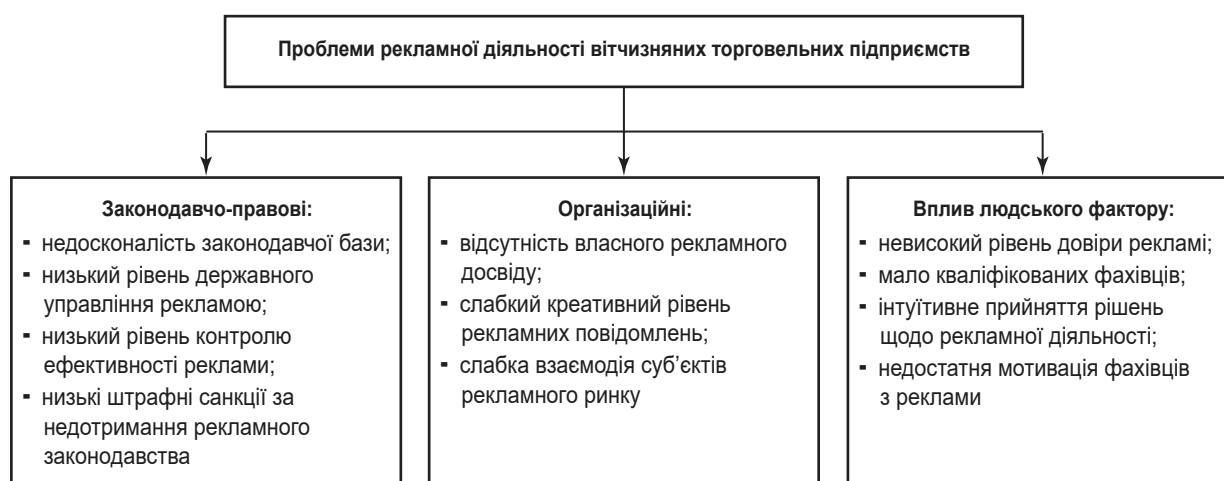 Проблеми рекламної діяльності вітчизняних торговельних підприємств
Законодавчо-правові:
- недосконалість законодавчої бази;
- низький рівень державного
управління рекламою;
- низький рівень контролю
ефективності реклами;
- низькі штрафні санкції за
недотримання рекламного
законодавства
Організаційні:
- відсутність власного рекламного
досвіду;
- слабкий креативний рівень
рекламних повідомлень;
- слабка взаємодія суб’єктів
рекламного ринку
Вплив людського фактору:
- невисокий рівень довіри рекламі;
- мало кваліфікованих фахівців;
- інтуїтивне прийняття рішень
щодо рекламної діяльності;
- недостатня мотивація фахівців
з реклами